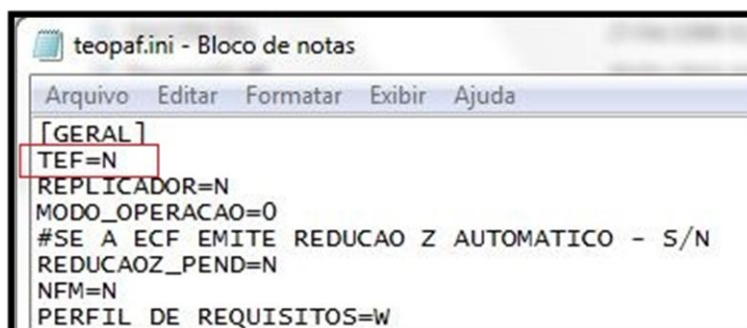 teopaf.ini - Bloco de notas
Arquivo Editar Formatar Exibir Ajuda
[GERAL]
TEF=N
REPLICADOR=N
MODO_OPERACAO=0
#SE A ECF EMITE REDUCAO Z AUTOMATICO - S/N
REDUCAOZ_PEND=N
NFM=N
PERFIL DE REQUISITOS=W